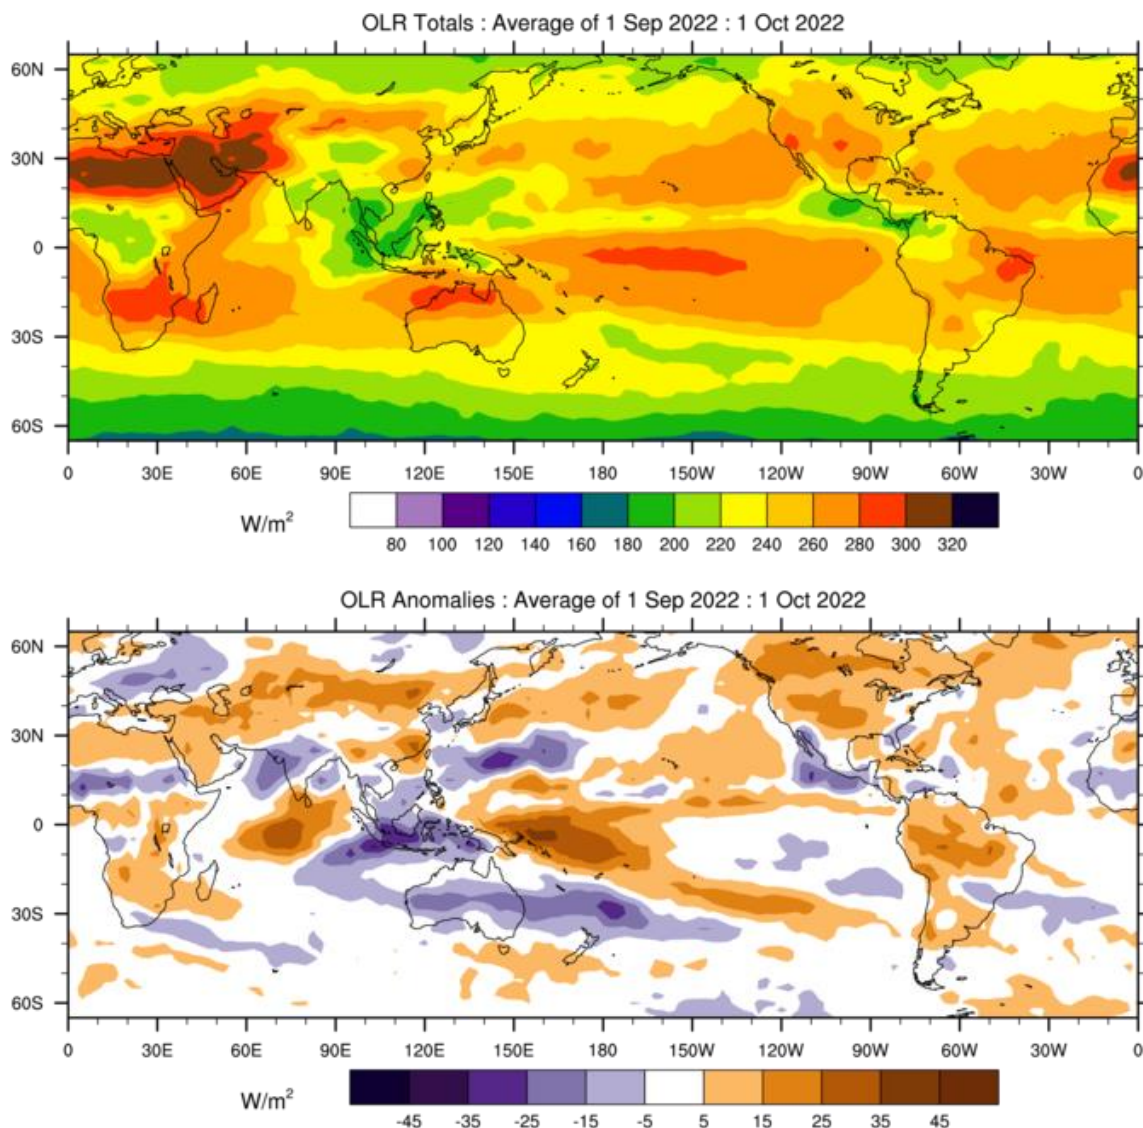 OLR Totals : Average of 1 Sep 2022 : 1 Oct 2022
60N
30N
0
30S
60S
0 30E 60E 90E 120E 150E 180 150W 120W 90W 60W 30W 0
W/m²
80 100 120 140 160 180 200 220 240 260 280 300 320
OLR Anomalies : Average of 1 Sep 2022 : 1 Oct 2022
60N
30N
0
30S
60S
0 30E 60E 90E 120E 150E 180 150W 120W 90W 60W 30W 0
W/m²
-45 -35 -25 -15 -5 5 15 25 35 45